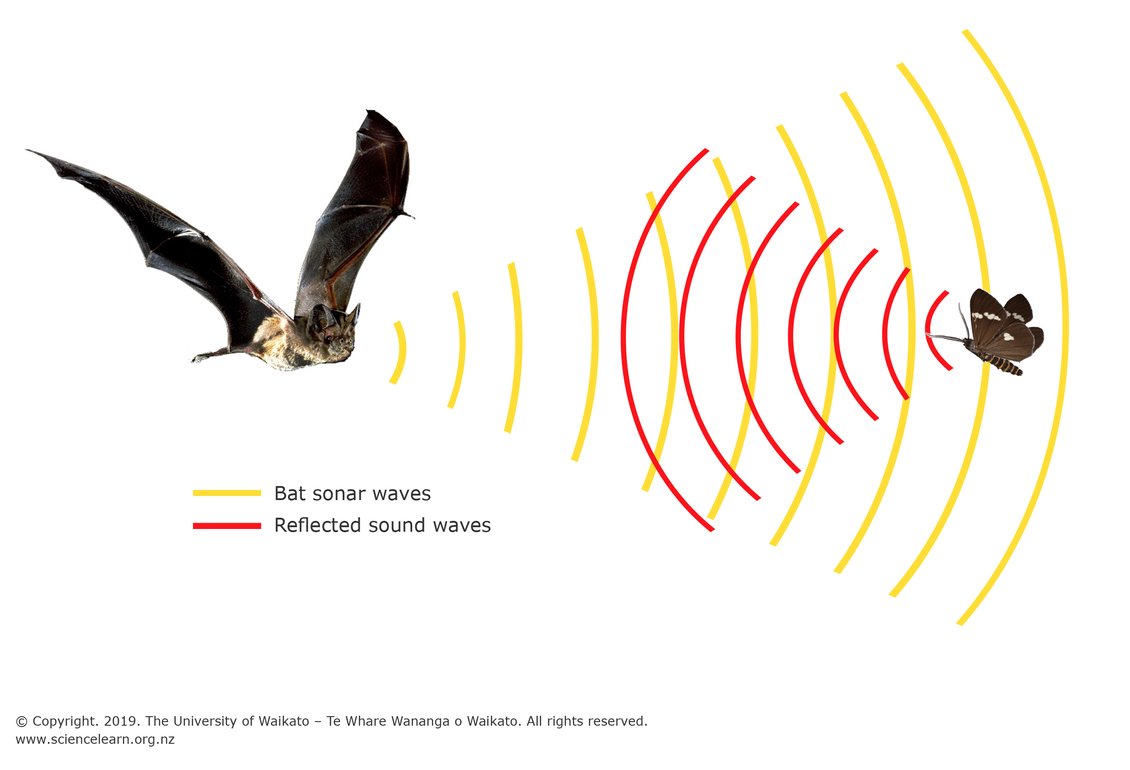 Bat sonar waves
Reflected sound waves
© Copyright. 2019. The University of Waikato – Te Whare Wananga o Waikato. All rights reserved.
www.sciencelearn.org.nz